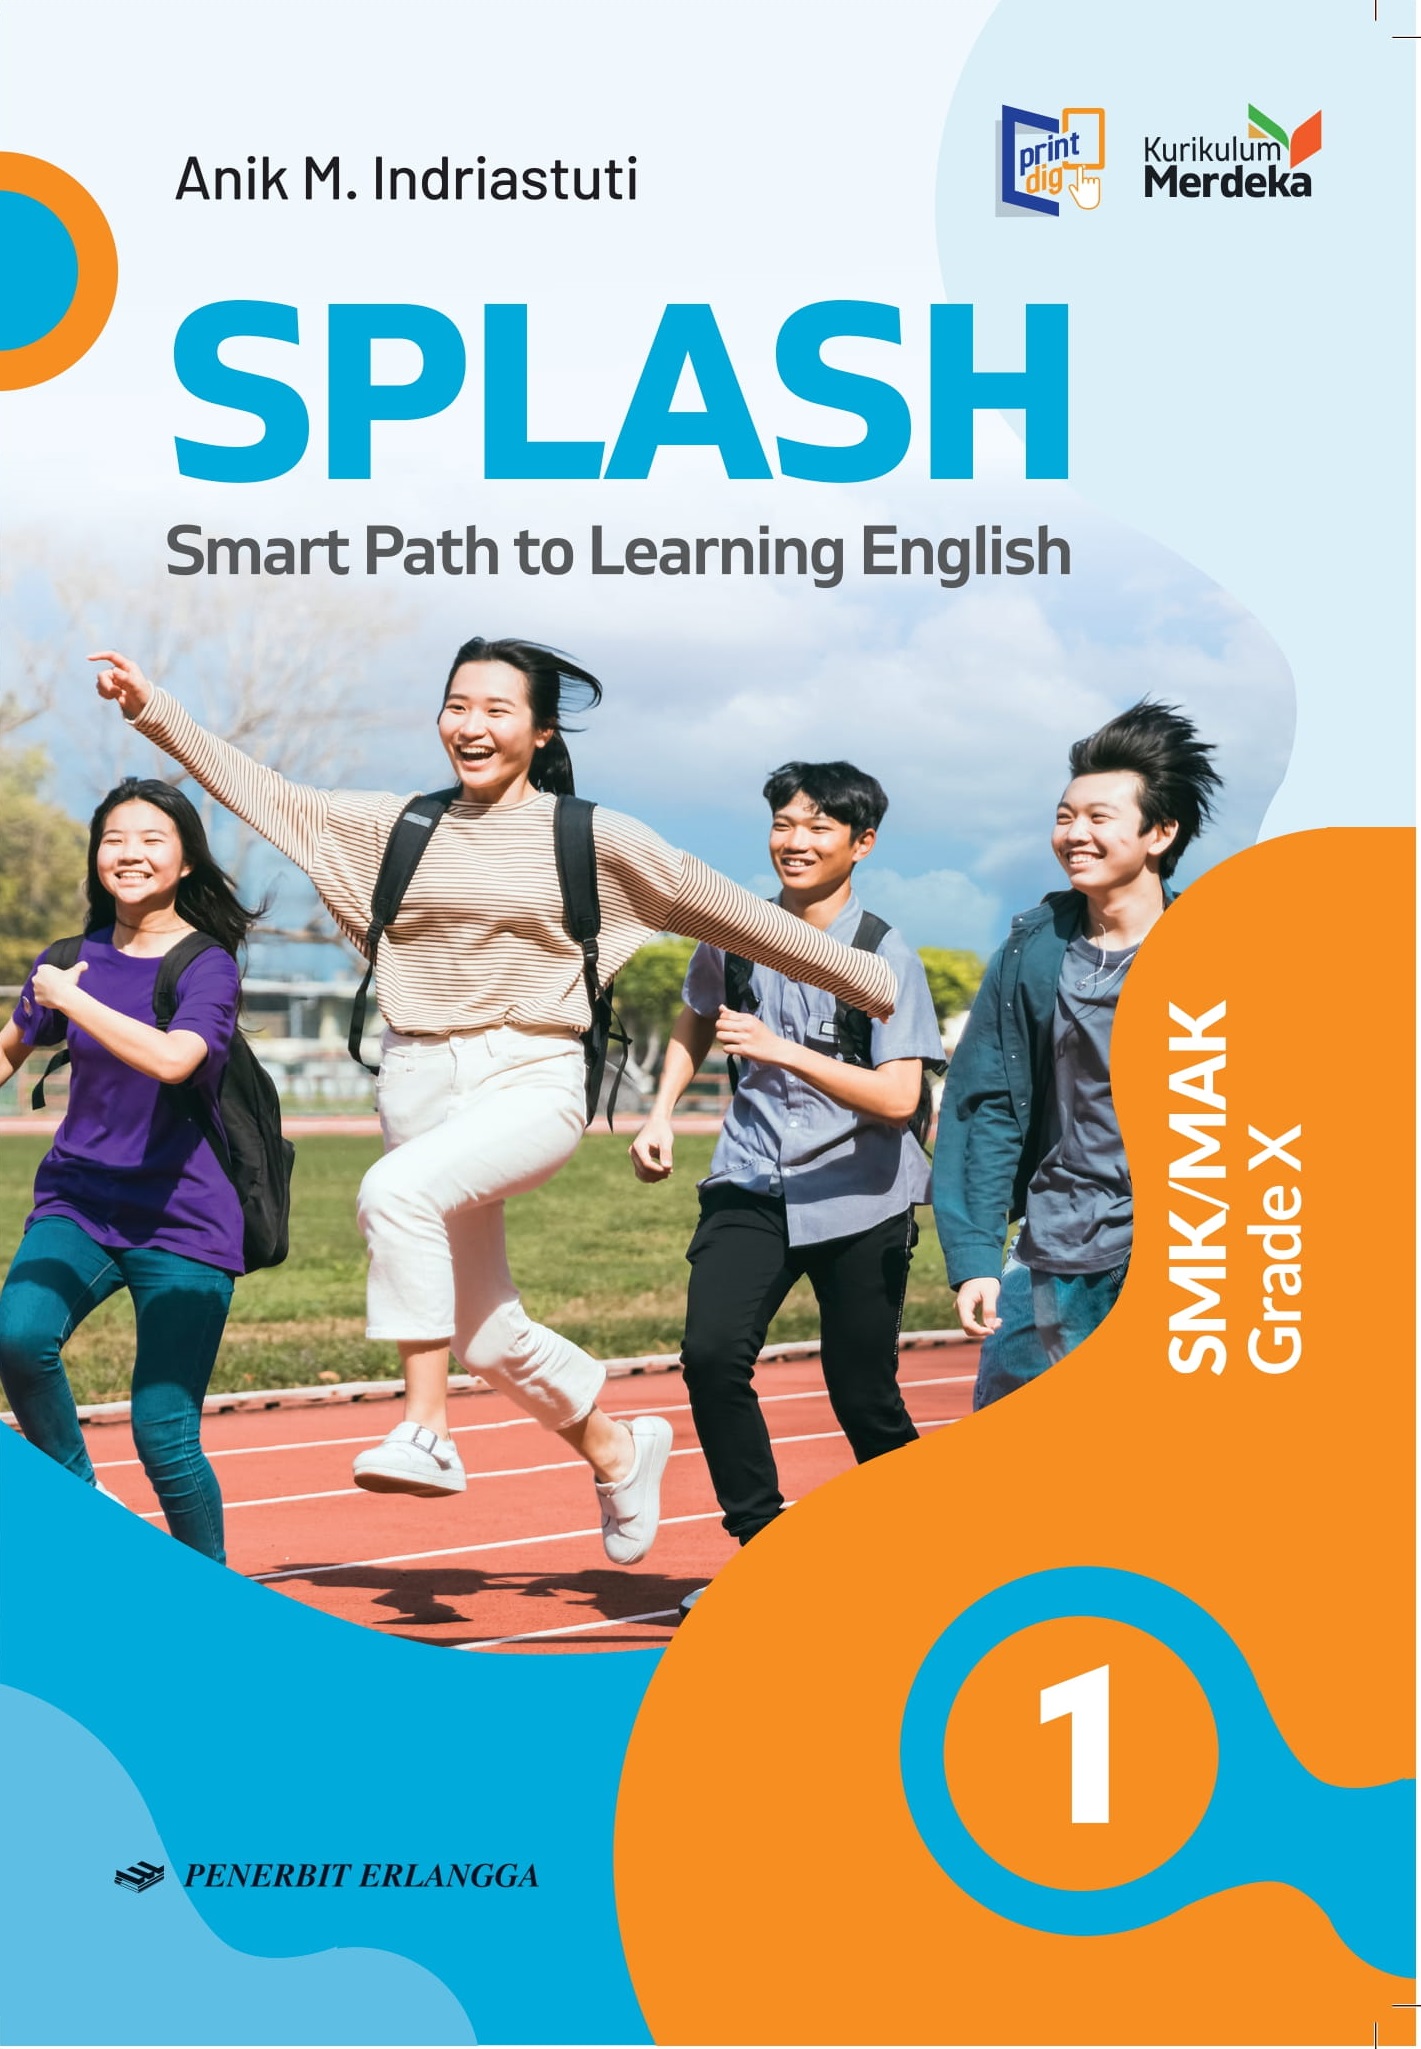 Anik M. Indriastuti
print
dig
Kurikulum
Merdeka
SPLASH
Smart Path to Learning English
SMK/MAK
Grade X
1
PENERBIT ERLANGGA